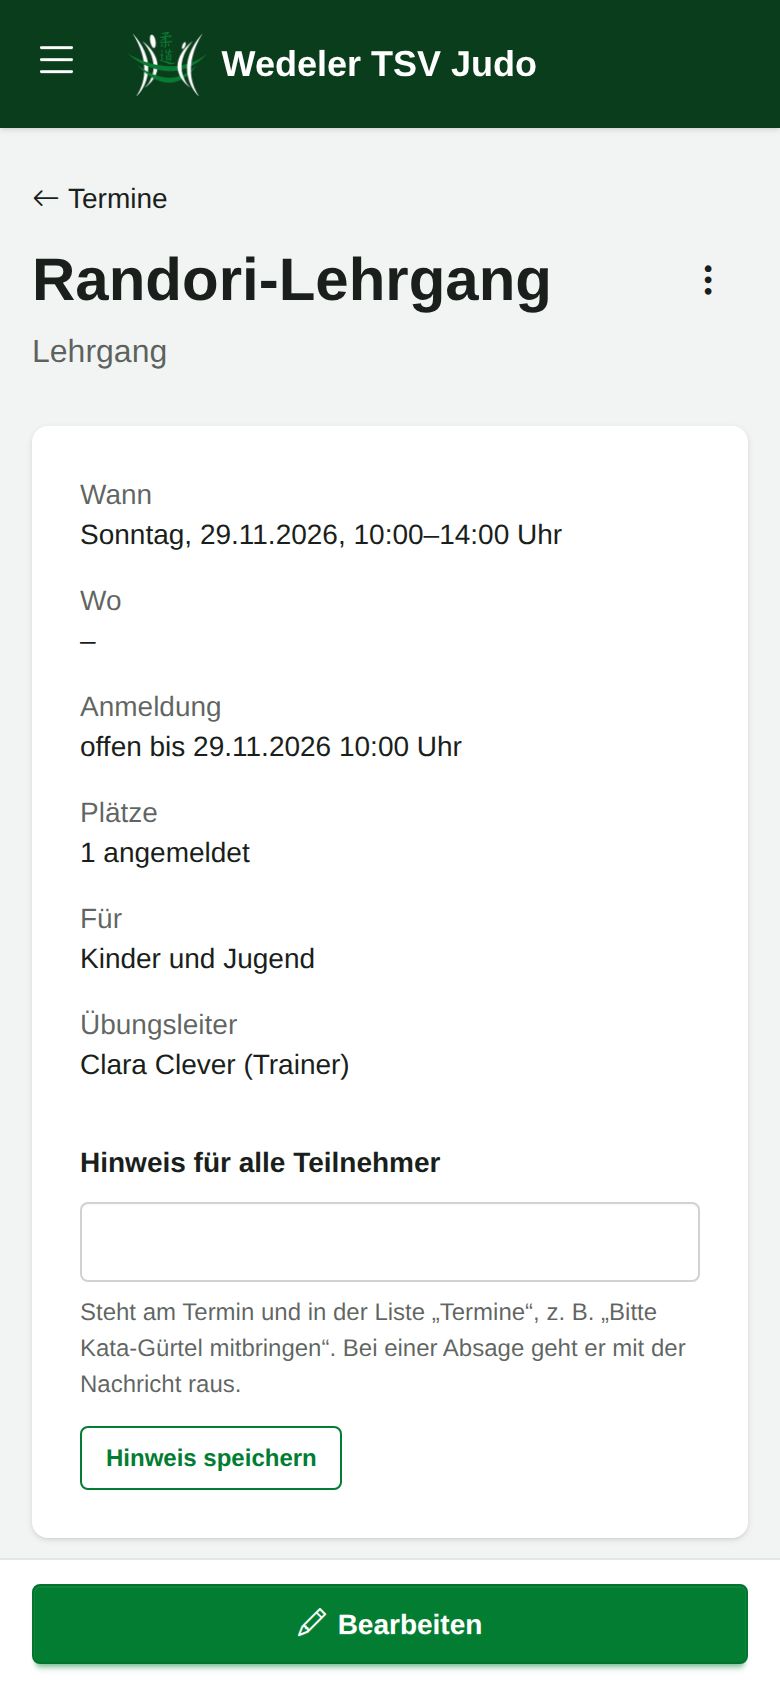 柔道
Wedeler TSV Judo
← Termine
Randori-Lehrgang
Lehrgang
Wann
Sonntag, 29.11.2026, 10:00–14:00 Uhr
Wo
–
Anmeldung
offen bis 29.11.2026 10:00 Uhr
Plätze
1 angemeldet
Für
Kinder und Jugend
Übungsleiter
Clara Clever (Trainer)
Hinweis für alle Teilnehmer
Steht am Termin und in der Liste „Termine“, z. B. „Bitte
Kata-Gürtel mitbringen“. Bei einer Absage geht er mit der
Nachricht raus.
Hinweis speichern
Bearbeiten